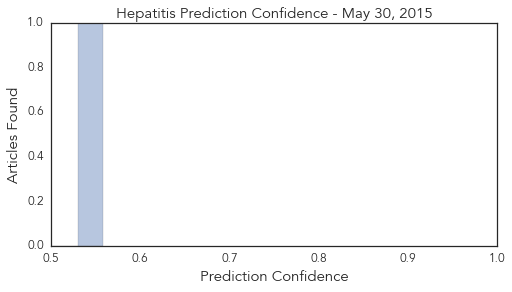 Hepatitis Prediction Confidence - May 30, 2015
Articles Found
1.0
0.8
0.6
0.4
0.2
0.0
0.5 0.6 0.7 0.8 0.9 1.0
Prediction Confidence